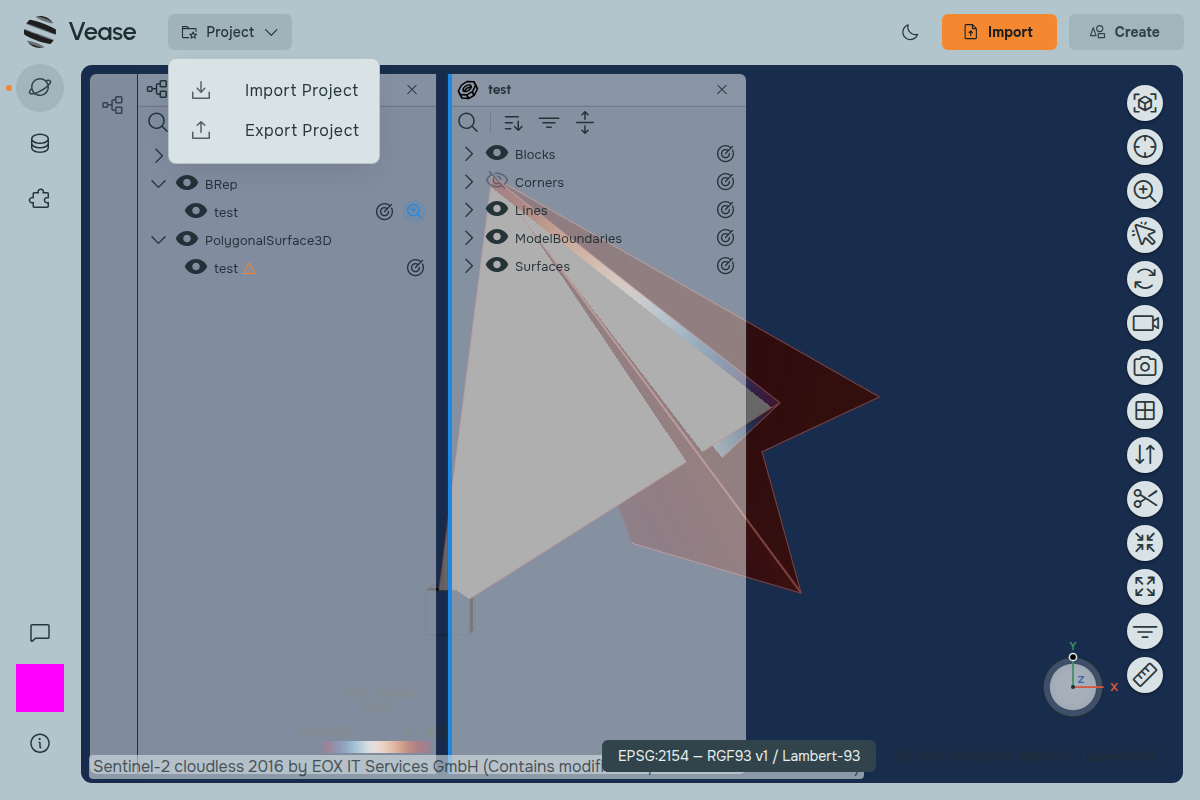 Vease
Project
Import
Create
Import Project
Export Project
test
Blocks
Corners
Lines
ModelBoundaries
Surfaces
BRep
test
PolygonalSurface3D
test
Y
Z
X
EPSG:2154 – RGF93 v1 / Lambert-93
Sentinel-2 cloudless 2016 by EOX IT Services GmbH (Contains modif